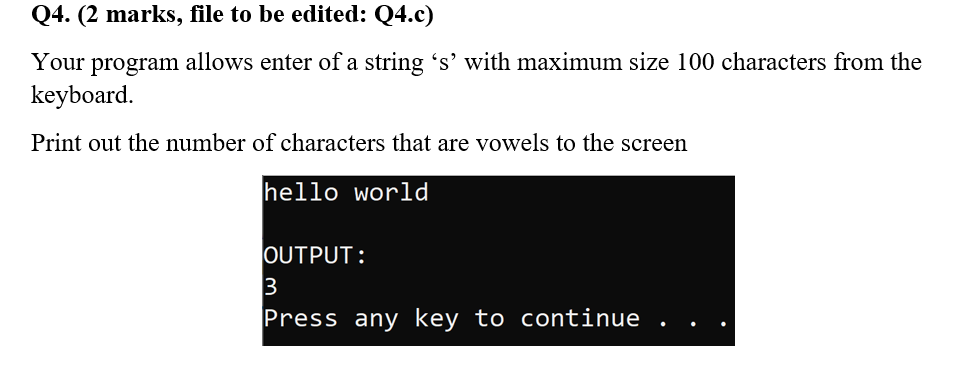 Q4. (2 marks, file to be edited: Q4.c)
Your program allows enter of a string ‘s’ with maximum size 100 characters from the
keyboard.
Print out the number of characters that are vowels to the screen
hello world
OUTPUT:
3
Press any key to continue . . .